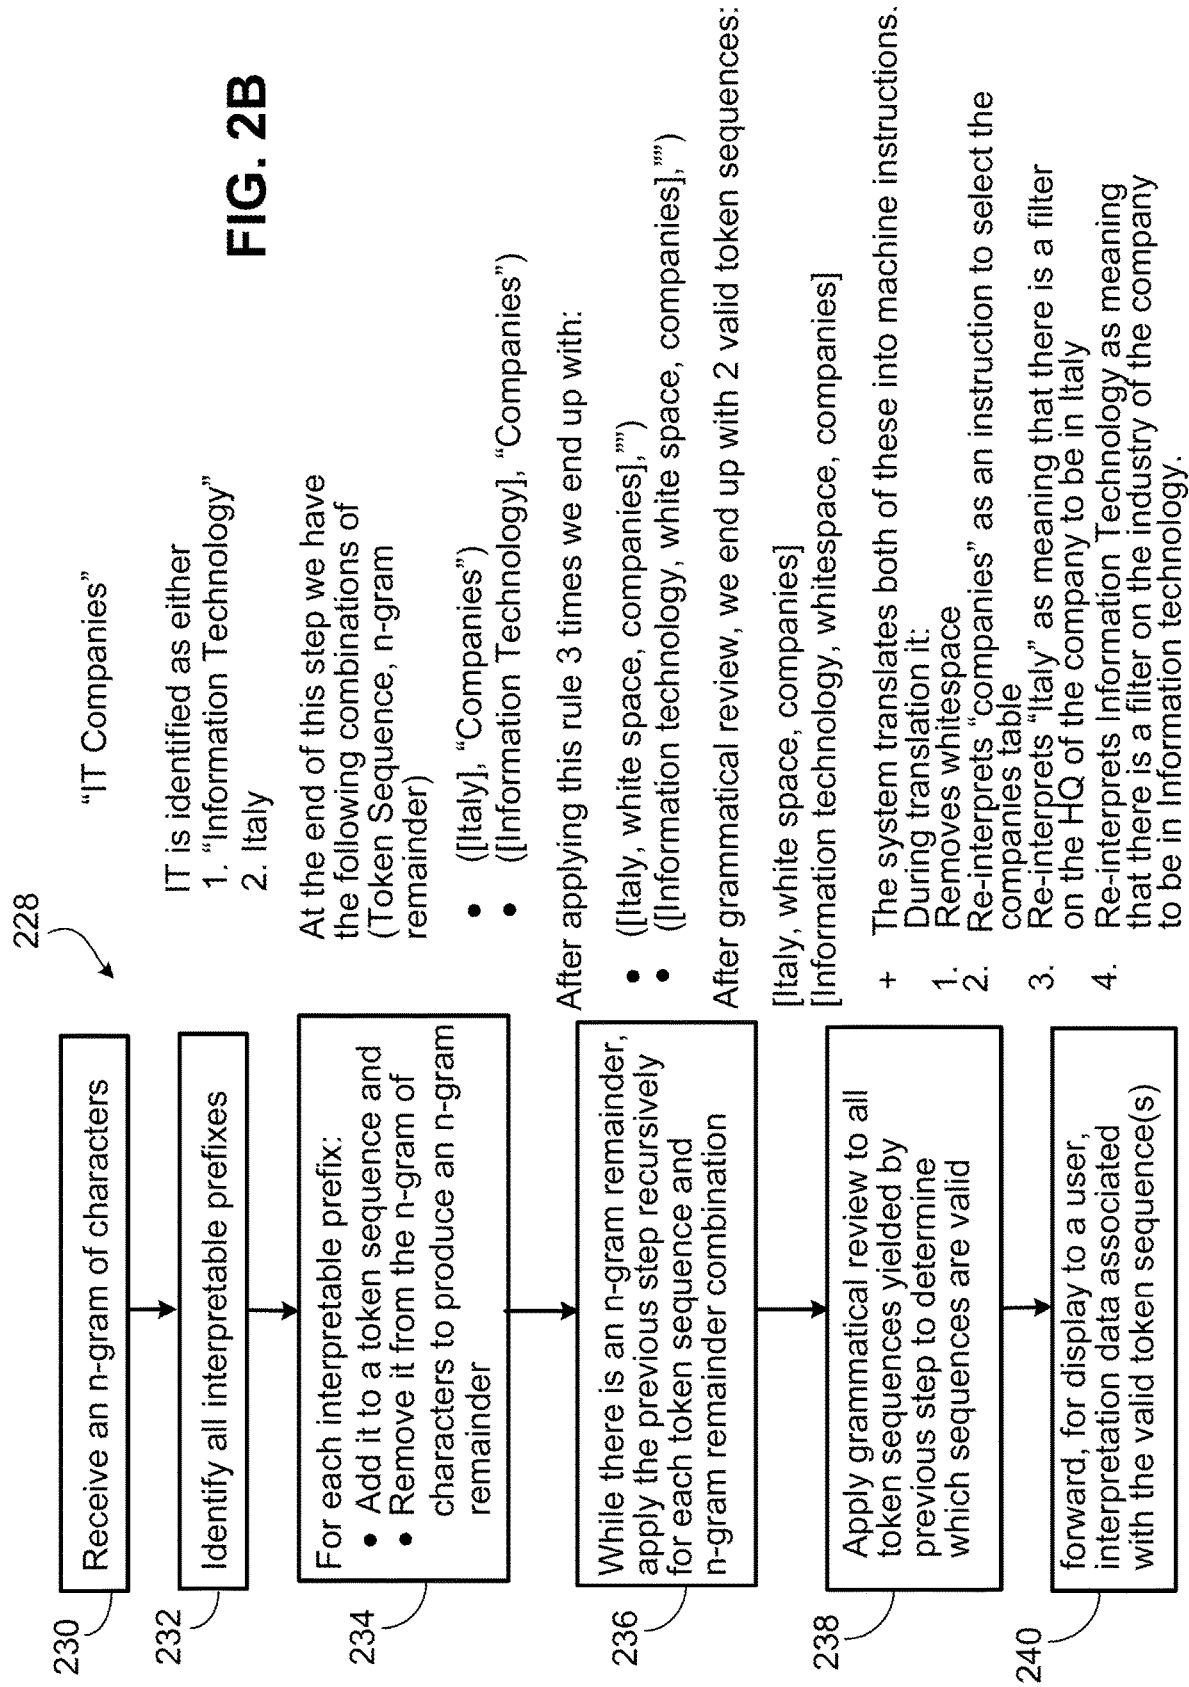 228
"IT Companies"
FIG. 2B
230
Receive an n-gram of characters
232
Identify all interpretable prefixes
IT is identified as either
1. "Information Technology"
2. Italy
234
For each interpretable prefix:
• Add it to a token sequence and
• Remove it from the n-gram of
characters to produce an n-gram
remainder
At the end of this step we have
the following combinations of
(Token Sequence, n-gram
remainder)
• ([Italy], "Companies")
• ([Information Technology], "Companies")
236
While there is an n-gram remainder,
apply the previous step recursively
for each token sequence and
n-gram remainder combination
After applying this rule 3 times we end up with:
• ([Italy, white space, companies],"")
• ([Information technology, white space, companies],"")
After grammatical review, we end up with 2 valid token sequences:
238
Apply grammatical review to all
token sequences yielded by
previous step to determine
which sequences are valid
[Italy, white space, companies]
[Information technology, whitespace, companies]
+ The system translates both of these into machine instructions.
During translation it:
1. Removes whitespace
2. Re-interprets "companies" as an instruction to select the
companies table
3. Re-interprets "Italy" as meaning that there is a filter
on the HQ of the company to be in Italy
4. Re-interprets Information Technology as meaning
that there is a filter on the industry of the company
to be in Information technology.
240
forward, for display to a user,
interpretation data associated
with the valid token sequence(s)